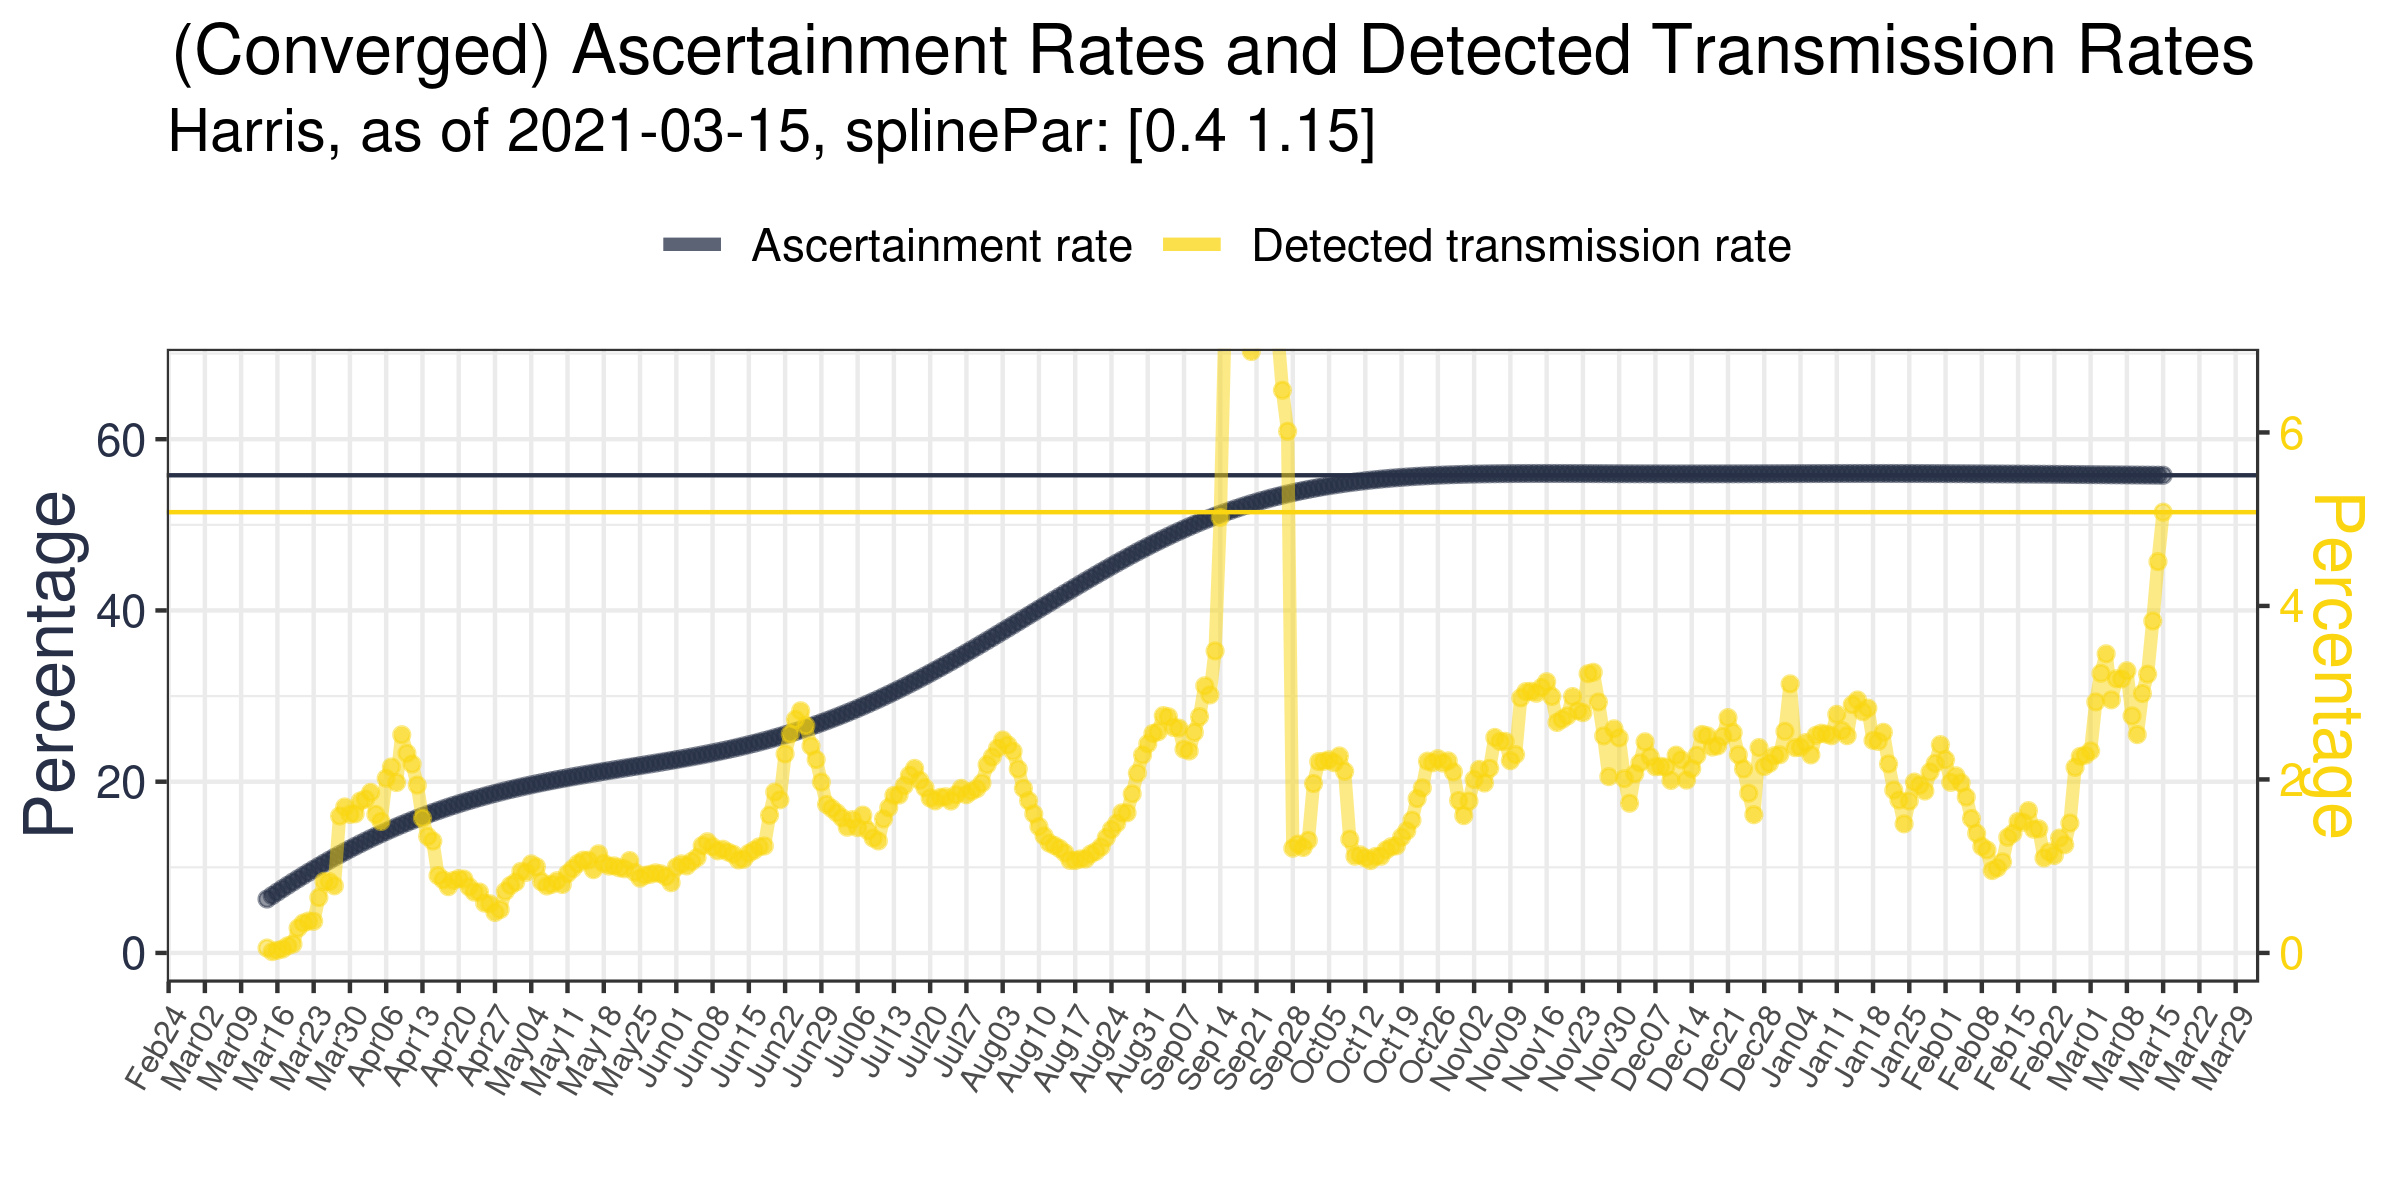 (Converged) Ascertainment Rates and Detected Transmission Rates
Harris, as of 2021-03-15, splinePar: [0.4 1.15]
Ascertainment rate Detected transmission rate
Percentage
60
40
20
0
6
4
2
0
Percentage
Feb24 Mar02 Mar09 Mar16 Mar23 Mar30 Apr06 Apr13 Apr20 Apr27 May04 May11 May18 May25 Jun01 Jun08 Jun15 Jun22 Jun29 Jul06 Jul13 Jul20 Jul27 Aug03 Aug10 Aug17 Aug24 Aug31 Sep07 Sep14 Sep21 Sep28 Oct05 Oct12 Oct19 Oct26 Nov02 Nov09 Nov16 Nov23 Nov30 Dec07 Dec14 Dec21 Dec28 Jan04 Jan11 Jan18 Jan25 Feb01 Feb08 Feb15 Feb22 Mar01 Mar08 Mar15 Mar22 Mar29